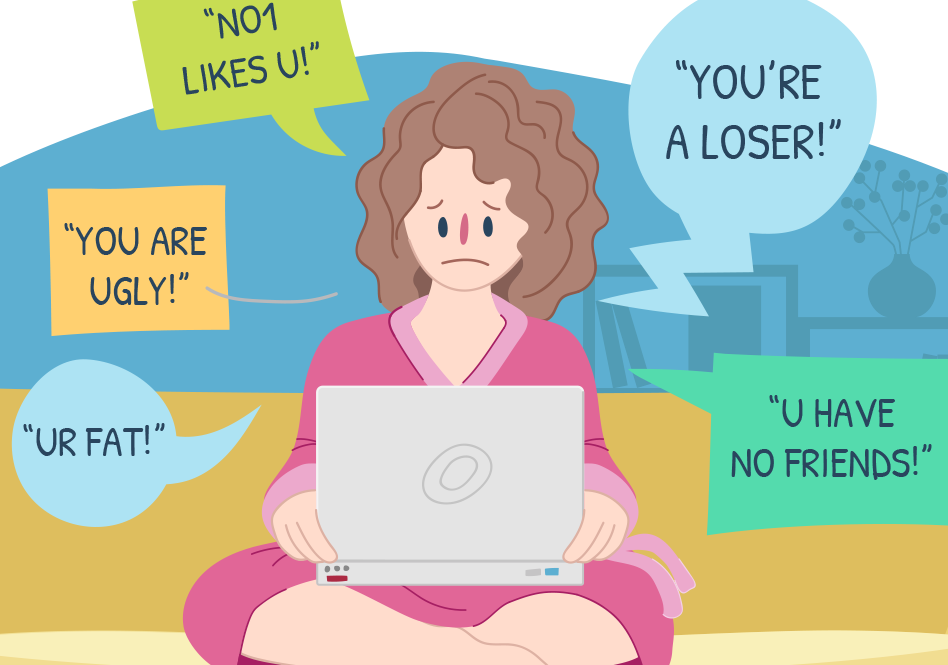 “NO1
LIKES U!”
“YOU’RE
A LOSER!”
“YOU ARE
UGLY!”
“UR FAT!”
“U HAVE
NO FRIENDS!”